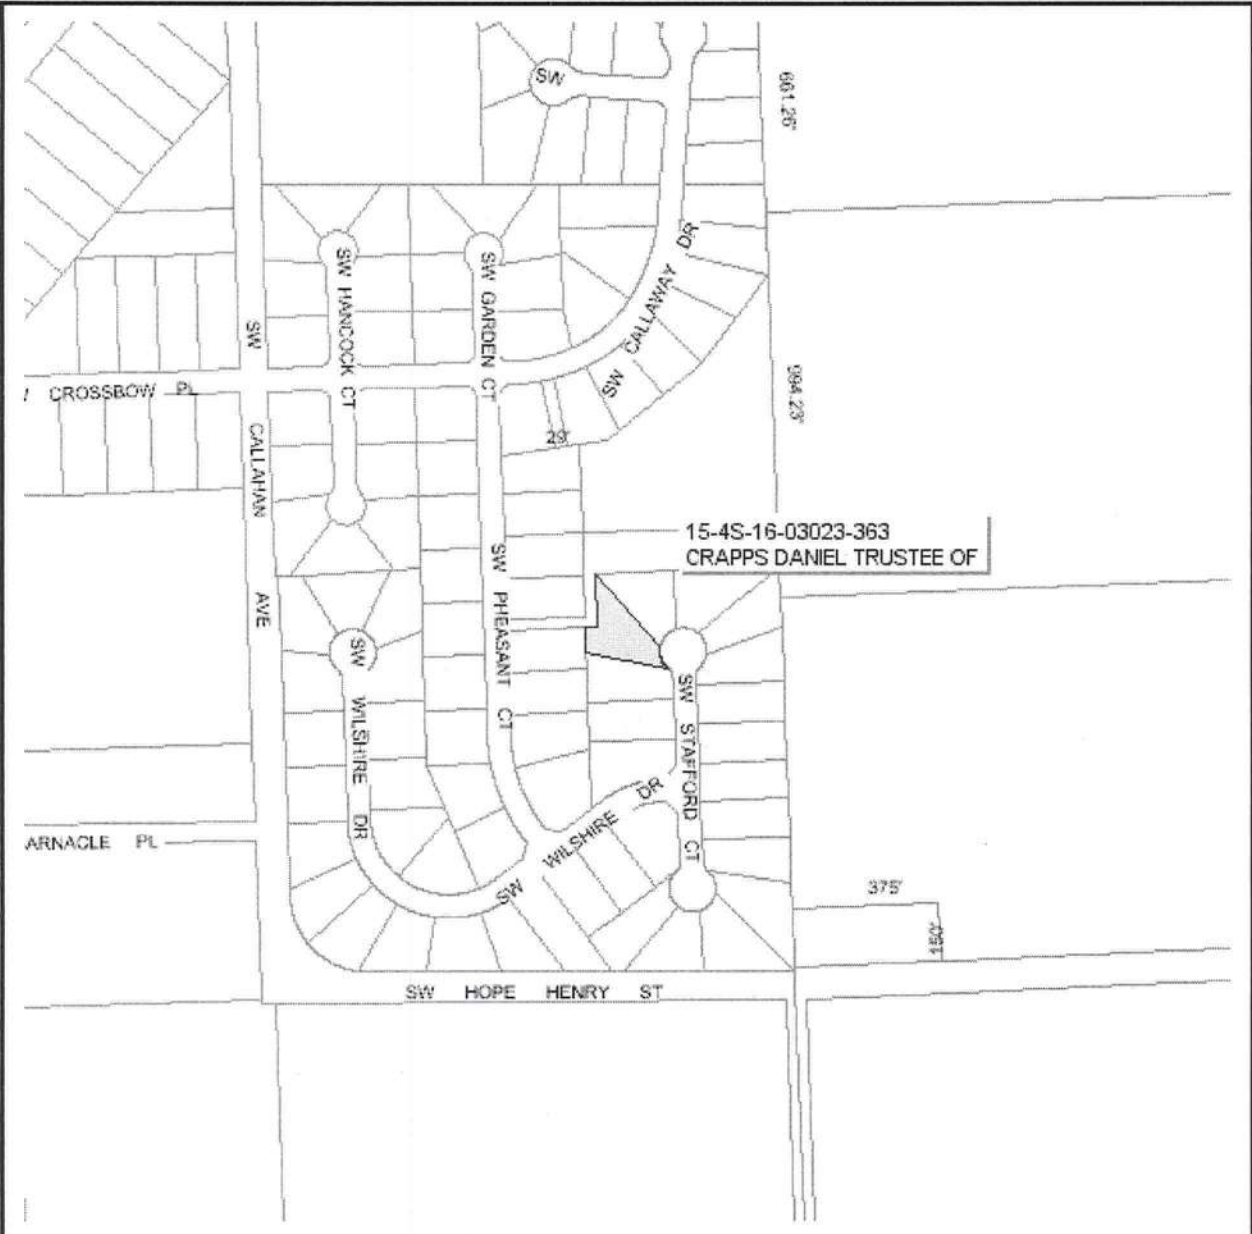 SW
661.26'
SW HANCOCK CT
SW GARDEN CT
SW CALLAWAY DR
SW CALLAHAN AVE
CROSSBOW PL
994.23'
29'
15-4S-16-03023-363
CRAPPS DANIEL TRUSTEE OF
SW PHEASANT CT
SW WILSHIRE DR
SW STAFFORD CT
SW WILSHIRE DR
ARNACLE PL
375'
150'
SW HOPE HENRY ST